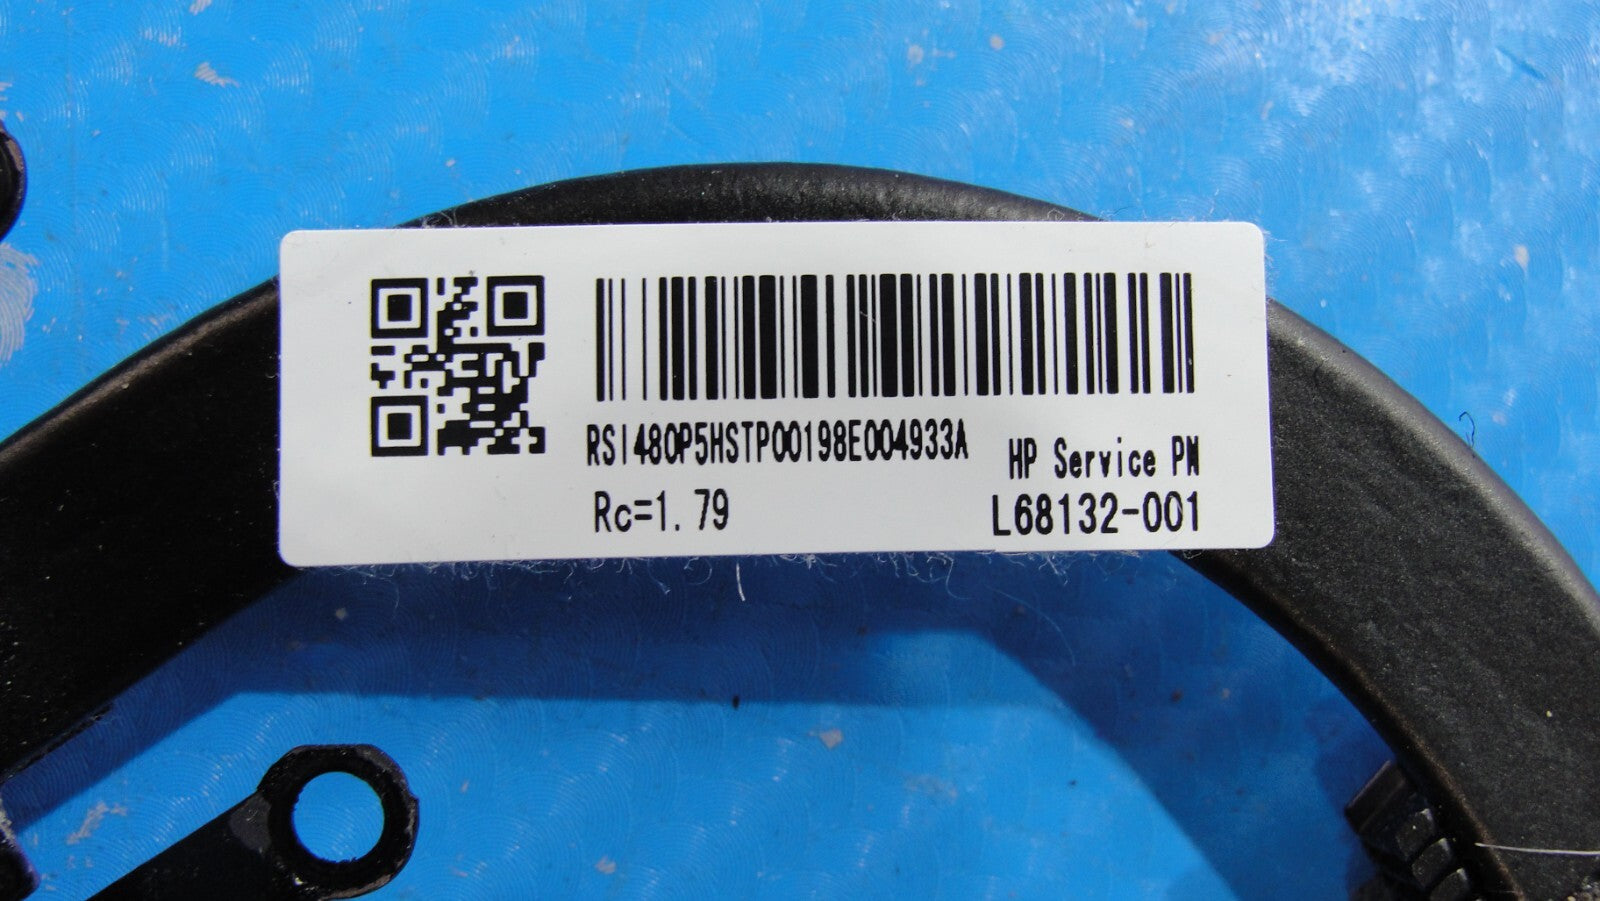 RSI480P5HSTP00198E004933A
HP Service PN
Rc=1.79
L68132-001